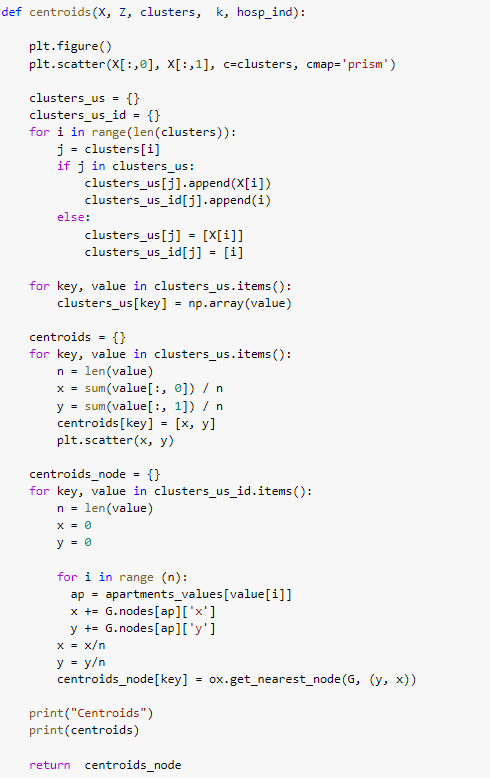 def centroids(X, Z, clusters,  k, hosp_ind):
    plt.figure()
    plt.scatter(X[:,0], X[:,1], c=clusters, cmap='prism')
    clusters_us = {}
    clusters_us_id = {}
    for i in range(len(clusters)):
        j = clusters[i]
        if j in clusters_us:
            clusters_us[j].append(X[i])
            clusters_us_id[j].append(i)
        else:
            clusters_us[j] = [X[i]]
            clusters_us_id[j] = [i]
    for key, value in clusters_us.items():
        clusters_us[key] = np.array(value)
    centroids = {}
    for key, value in clusters_us.items():
        n = len(value)
        x = sum(value[:, 0]) / n
        y = sum(value[:, 1]) / n
        centroids[key] = [x, y]
        plt.scatter(x, y)
    centroids_node = {}
    for key, value in clusters_us_id.items():
        n = len(value)
        x = 0
        y = 0
        for i in range (n):
          ap = apartments_values[value[i]]
          x += G.nodes[ap]['x']
          y += G.nodes[ap]['y']
        x = x/n
        y = y/n
        centroids_node[key] = ox.get_nearest_node(G, (y, x))
    print("Centroids")
    print(centroids)
    return  centroids_node